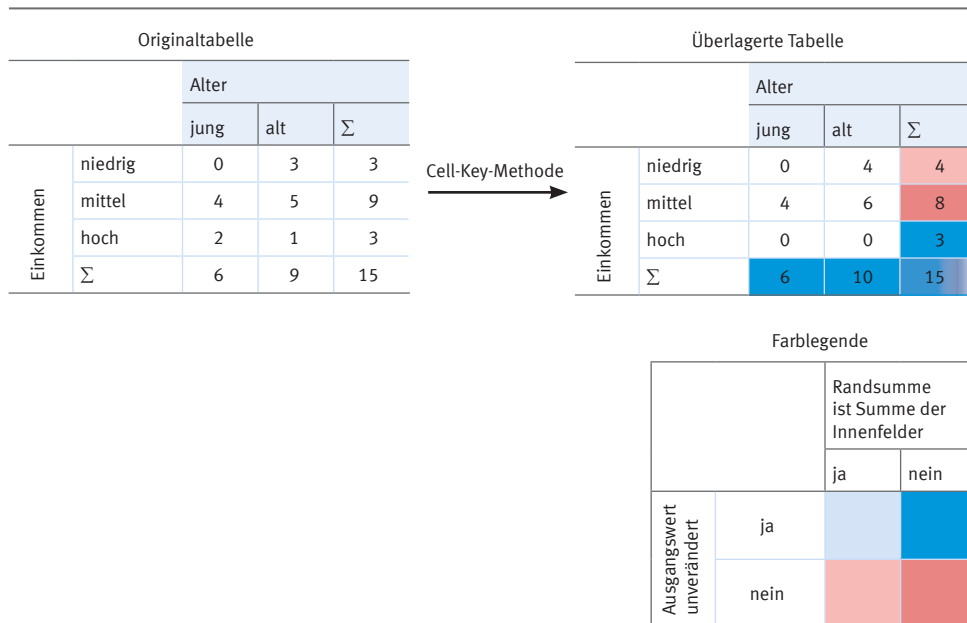 Originaltabelle
Alter
jung alt Σ
Einkommen
niedrig 0 3 3
mittel 4 5 9
hoch 2 1 3
Σ 6 9 15
Cell-Key-Methode
Überlagerte Tabelle
Alter
jung alt Σ
Einkommen
niedrig 0 4 4
mittel 4 6 8
hoch 0 0 3
Σ 6 10 15
Farblegende
Randsumme
ist Summe der
Innenfelder
ja nein
Ausgangswert
unverändert
ja
nein